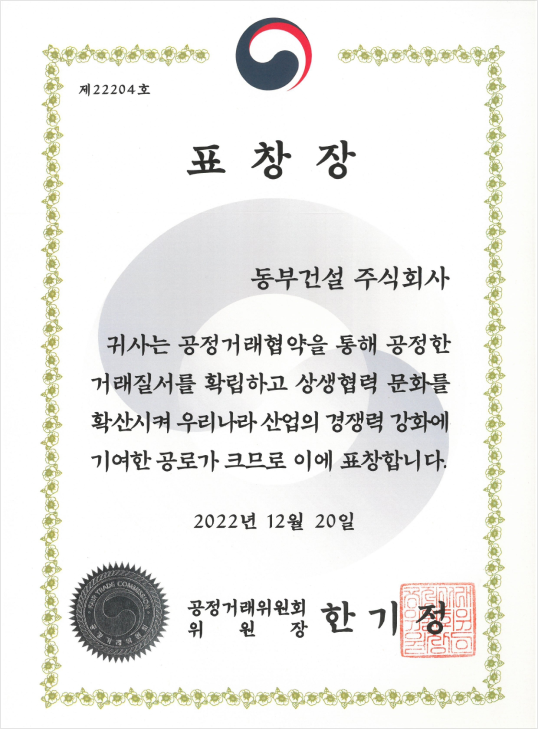 제22204호
표창장
동부건설 주식회사
귀사는 공정거래협약을 통해 공정한
거래질서를 확립하고 상생협력 문화를
확산시켜 우리나라 산업의 경쟁력 강화에
기여한 공로가 크므로 이에 표창합니다.
2022년 12월 20일
공정거래위원회
위원장 한기정
FAIR TRADE COMMISSION
공정거래위원회